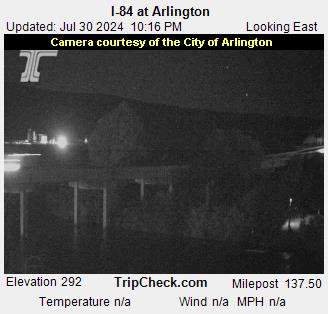 I-84 at Arlington
Updated: Jul 30 2024 10:16 PM Looking East
Camera courtesy of the City of Arlington
Elevation 292 TripCheck.com Milepost 137.50
Temperature n/a Wind n/a MPH n/a